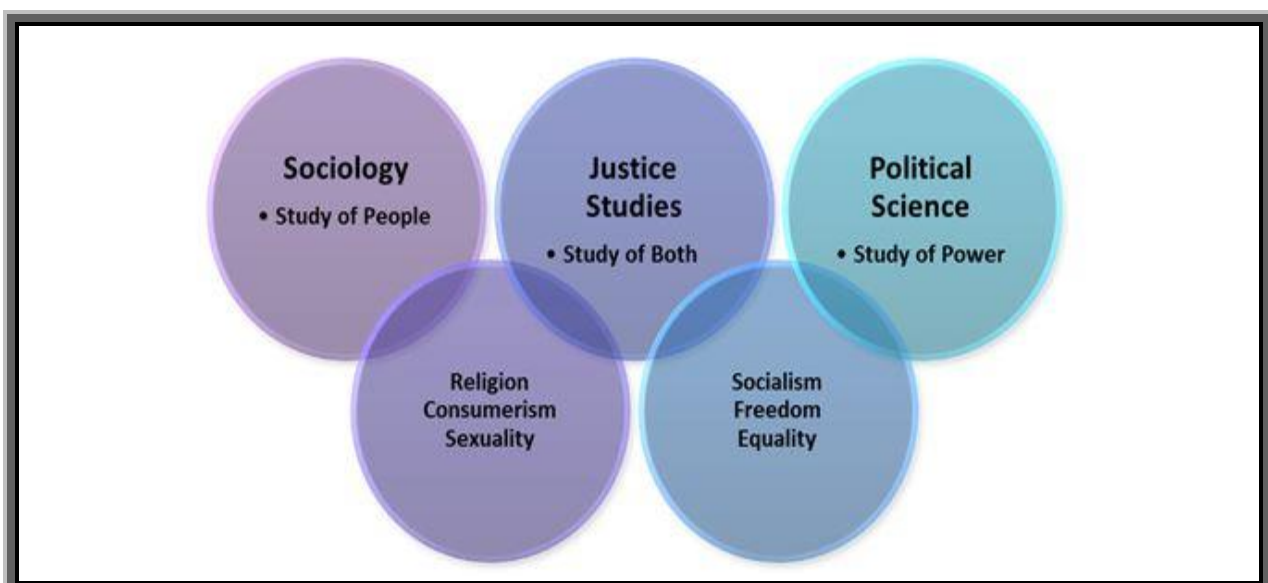 Sociology
• Study of People
Justice
Studies
• Study of Both
Political
Science
• Study of Power
Religion
Consumerism
Sexuality
Socialism
Freedom
Equality